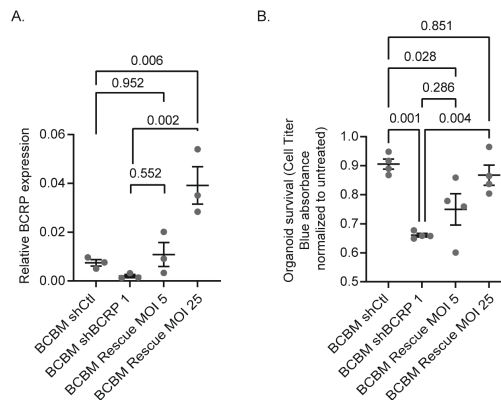 A.
0.006
0.952
0.002
0.552
Relative BCRP expression
0.06
0.04
0.02
0.00
BCBM shCtl
BCBM shBCRP 1
BCBM Rescue MOI 5
BCBM Rescue MOI 25
B.
0.851
0.028
0.286
0.001
0.004
Organoid survival (Cell Titer
Blue absorbance
normalized to untreated)
1.0
0.9
0.8
0.7
0.6
0.5
BCBM shCtl
BCBM shBCRP 1
BCBM Rescue MOI 5
BCBM Rescue MOI 25